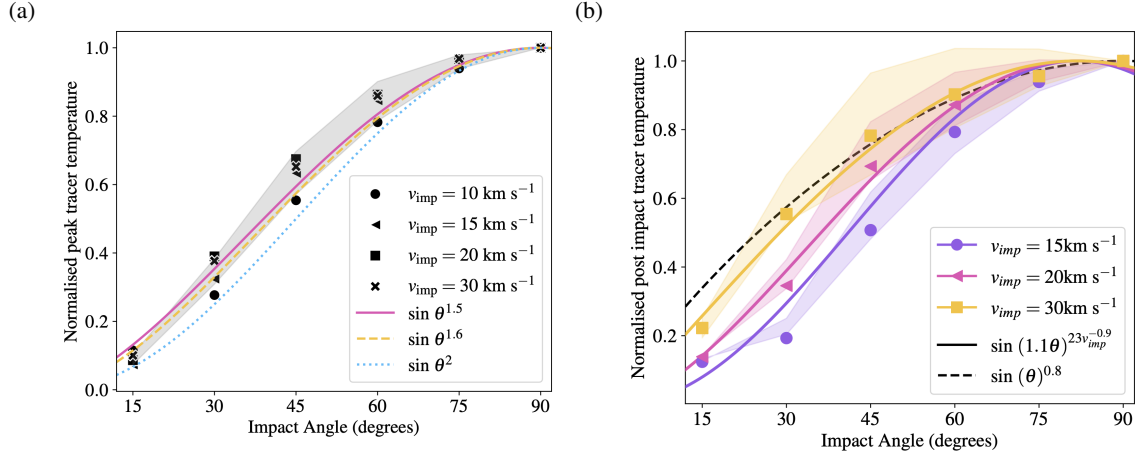 (a)
Normalised peak tracer temperature
1.0
0.8
0.6
0.4
0.2
0.0
v_imp = 10 km s⁻¹
v_imp = 15 km s⁻¹
v_imp = 20 km s⁻¹
v_imp = 30 km s⁻¹
sin θ^1.5
sin θ^1.6
sin θ^2
15 30 45 60 75 90
Impact Angle (degrees)
(b)
Normalised post impact tracer temperature
1.0
0.8
0.6
0.4
0.2
v_imp = 15km s⁻¹
v_imp = 20km s⁻¹
v_imp = 30km s⁻¹
sin (1.1θ)^23v_imp^−0.9
sin (θ)^0.8
15 30 45 60 75 90
Impact Angle (degrees)